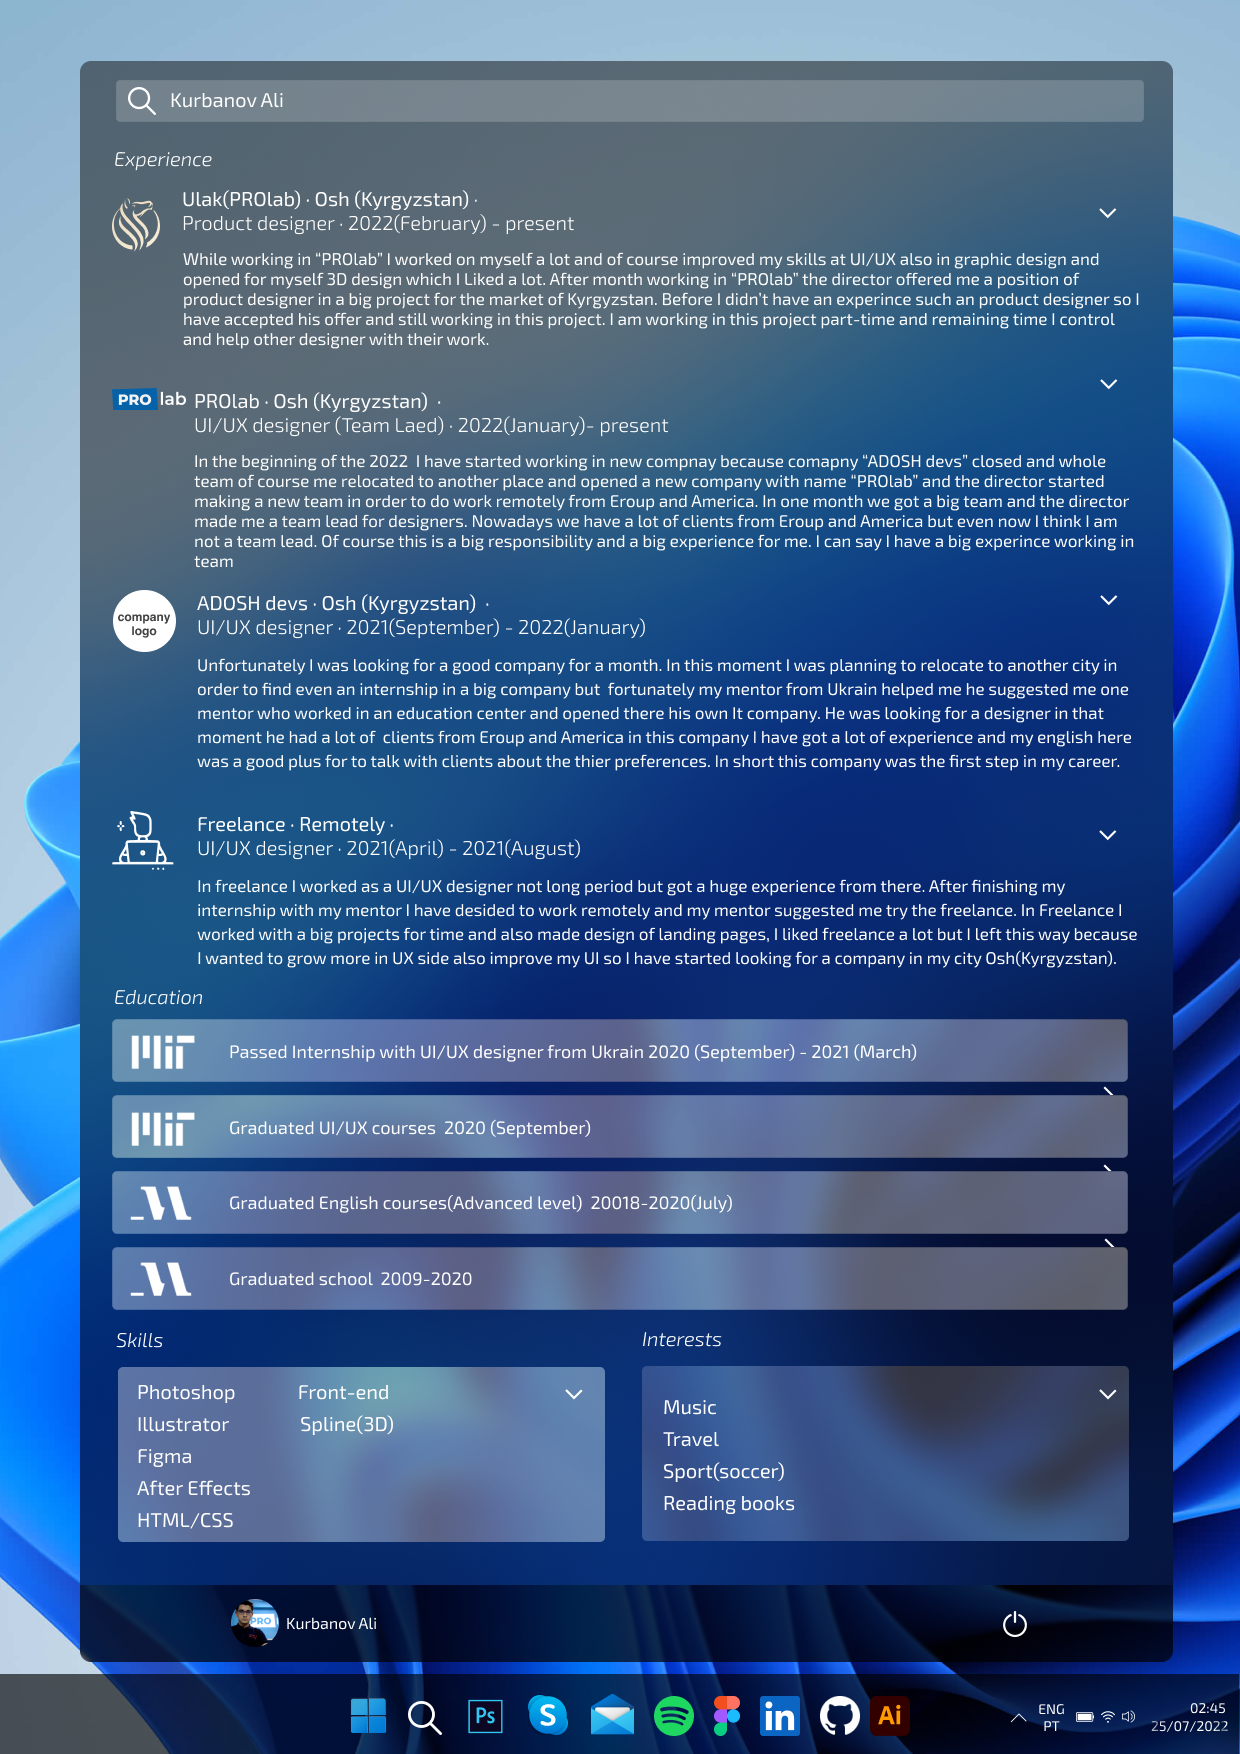 Kurbanov Ali
Experience
Ulak(PROlab) · Osh (Kyrgyzstan) ·
Product designer · 2022(February) - present
While working in “PROlab” I worked on myself a lot and of course improved my skills at UI/UX also in graphic design and
opened for myself 3D design which I Liked a lot. After month working in “PROlab” the director offered me a position of
product designer in a big project for the market of Kyrgyzstan. Before I didn’t have an experince such an product designer so I
have accepted his offer and still working in this project. I am working in this project part-time and remaining time I control
and help other designer with their work.
PRO lab
PROlab · Osh (Kyrgyzstan) ·
UI/UX designer (Team Laed) · 2022(January)- present
In the beginning of the 2022 I have started working in new compnay because comapny “ADOSH devs” closed and whole
team of course me relocated to another place and opened a new company with name “PROlab” and the director started
making a new team in order to do work remotely from Eroup and America. In one month we got a big team and the director
made me a team lead for designers. Nowadays we have a lot of clients from Eroup and America but even now I think I am
not a team lead. Of course this is a big responsibility and a big experience for me. I can say I have a big experince working in
team
company
logo
ADOSH devs · Osh (Kyrgyzstan) ·
UI/UX designer · 2021(September) - 2022(January)
Unfortunately I was looking for a good company for a month. In this moment I was planning to relocate to another city in
order to find even an internship in a big company but fortunately my mentor from Ukrain helped me he suggested me one
mentor who worked in an education center and opened there his own It company. He was looking for a designer in that
moment he had a lot of clients from Eroup and America in this company I have got a lot of experience and my english here
was a good plus for to talk with clients about the thier preferences. In short this company was the first step in my career.
Freelance · Remotely ·
UI/UX designer · 2021(April) - 2021(August)
In freelance I worked as a UI/UX designer not long period but got a huge experience from there. After finishing my
internship with my mentor I have desided to work remotely and my mentor suggested me try the freelance. In Freelance I
worked with a big projects for time and also made design of landing pages, I liked freelance a lot but I left this way because
I wanted to grow more in UX side also improve my UI so I have started looking for a company in my city Osh(Kyrgyzstan).
Education
Passed Internship with UI/UX designer from Ukrain 2020 (September) - 2021 (March)
Graduated UI/UX courses 2020 (September)
Graduated English courses(Advanced level) 20018-2020(July)
Graduated school 2009-2020
Skills
Photoshop
Illustrator
Figma
After Effects
HTML/CSS
Front-end
Spline(3D)
Interests
Music
Travel
Sport(soccer)
Reading books
PRO
Kurbanov Ali
Ps
S
in
Ai
ENG
PT
02:45
25/07/2022